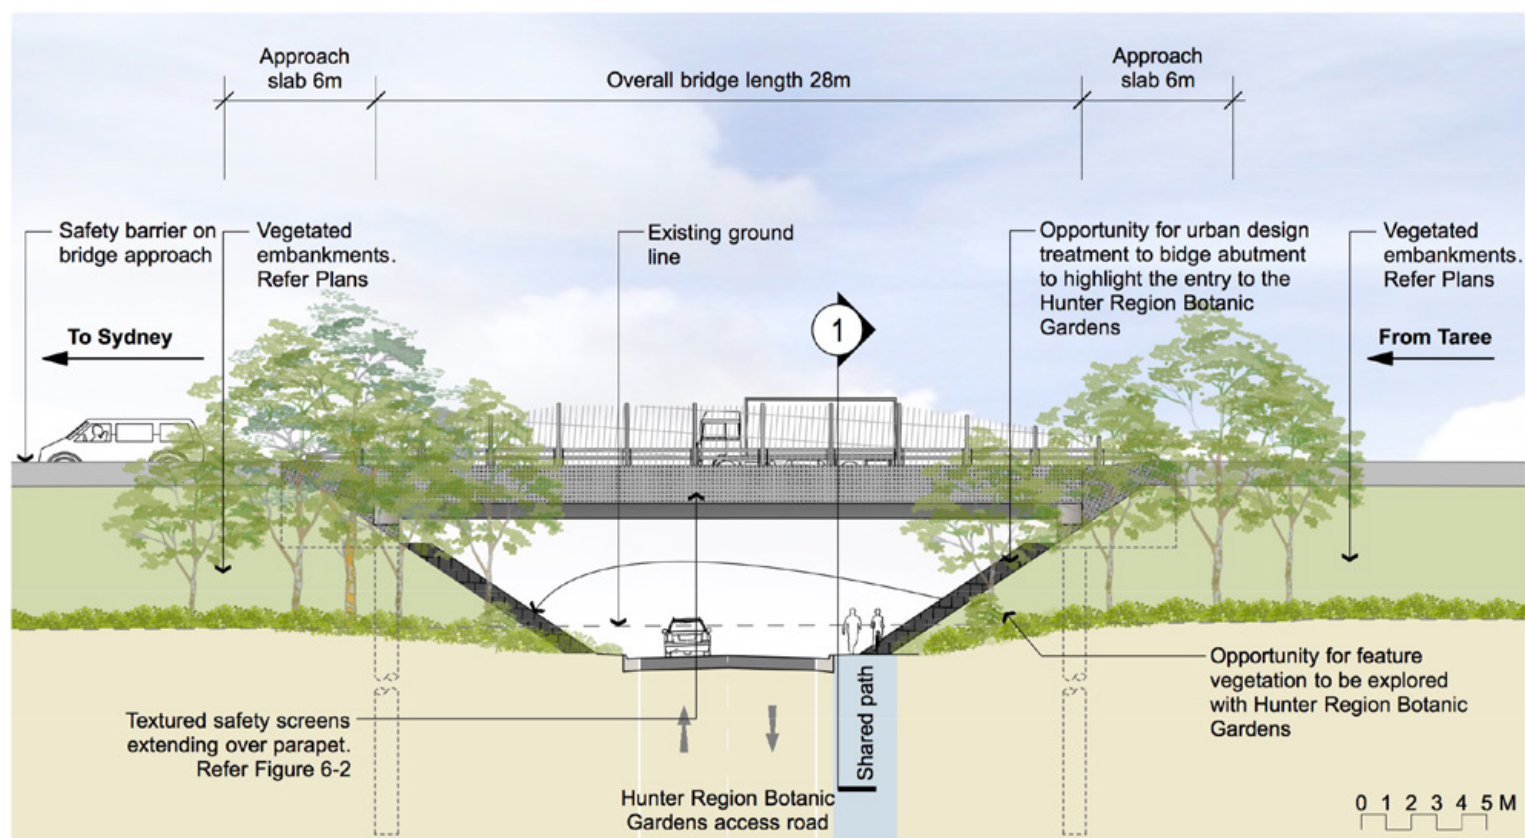 Approach
slab 6m
Overall bridge length 28m
Approach
slab 6m
Safety barrier on
bridge approach
Vegetated
embankments.
Refer Plans
Existing ground
line
Opportunity for urban design
treatment to bidge abutment
to highlight the entry to the
Hunter Region Botanic
Gardens
Vegetated
embankments.
Refer Plans
To Sydney
1
From Taree
Textured safety screens
extending over parapet.
Refer Figure 6-2
Shared path
Opportunity for feature
vegetation to be explored
with Hunter Region Botanic
Gardens
Hunter Region Botanic
Gardens access road
0 1 2 3 4 5 M